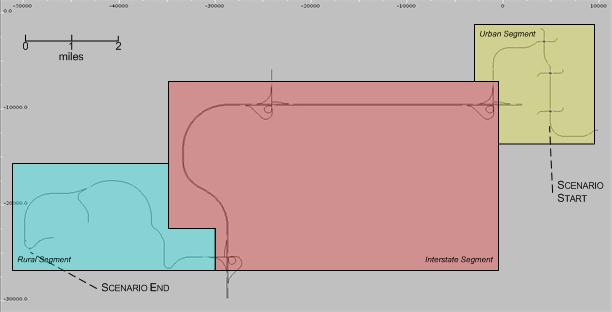 -50000 -40000 -30000 -20000 -10000 0 10000
0.0
Urban Segment
0 1 2
miles
-10000.0
SCENARIO
START
-20000.0
Rural Segment
Interstate Segment
SCENARIO END
-30000.0